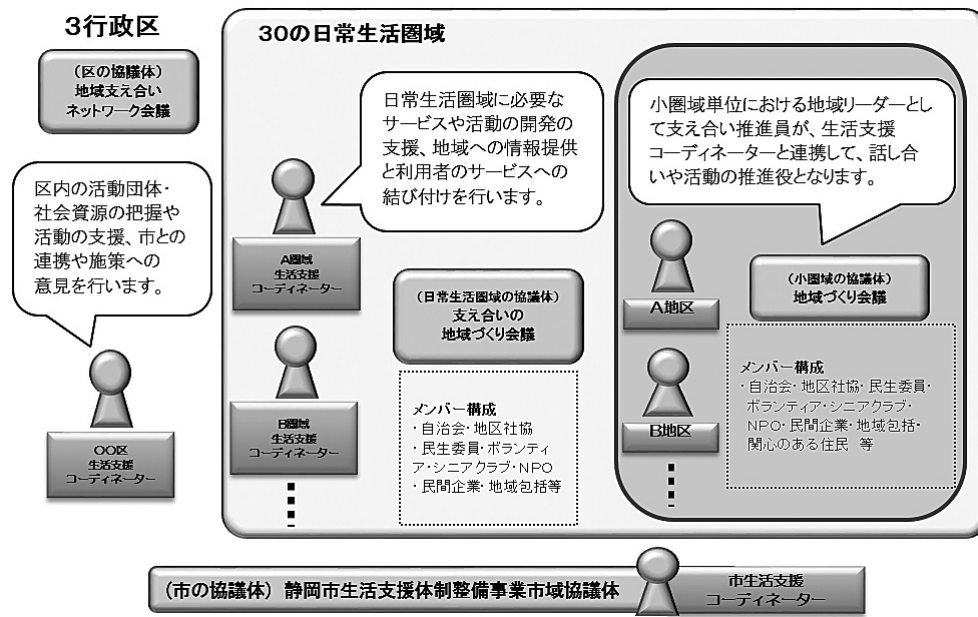 3行政区
(区の協議体)
地域支え合い
ネットワーク会議
区内の活動団体・
社会資源の把握や
活動の支援、市との
連携や施策への
意見を行います。
〇〇区
生活支援
コーディネーター
30の日常生活圏域
日常生活圏域に必要な
サービスや活動の開発の
支援、地域への情報提供
と利用者のサービスへの
結び付けを行います。
A圏域
生活支援
コーディネーター
B圏域
生活支援
コーディネーター
(日常生活圏域の協議体)
支え合いの
地域づくり会議
メンバー構成
・自治会・地区社協
・民生委員・ボランティ
ア・シニアクラブ・NPO
・民間企業・地域包括等
小圏域単位における地域リーダーとし
て支え合い推進員が、生活支援
コーディネーターと連携して、話し合
いや活動の推進役となります。
A地区
B地区
(小圏域の協議体)
地域づくり会議
メンバー構成
・自治会・地区社協・民生委員・
ボランティア・シニアクラブ・
NPO・民間企業・地域包括・
関心のある住民 等
(市の協議体) 静岡市生活支援体制整備事業市域協議体
市生活支援
コーディネーター